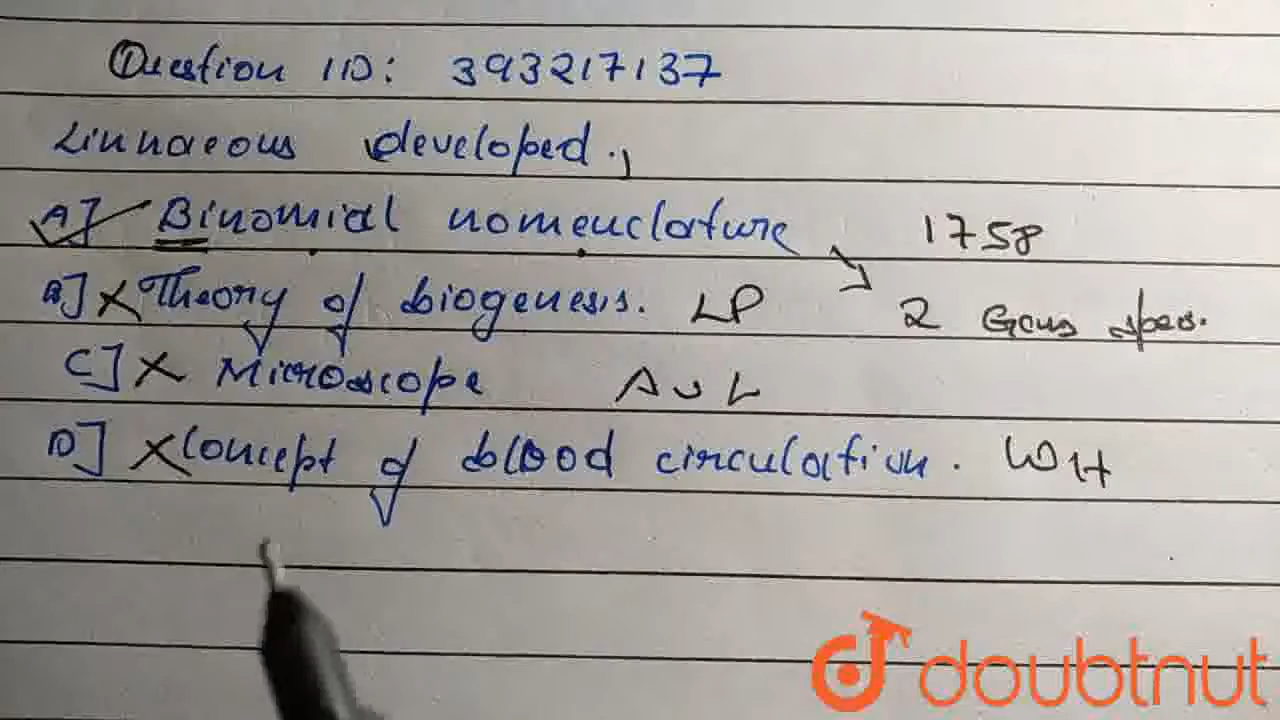 Question ID: 393217137
Linnaeous developed.,
A] Binomial nomenclature 1758
B] X Theory of biogenesis. LP 2 Genus spes.
C] X Microscope A v L
D] X Concept of blood circulation. WH
doubtnut